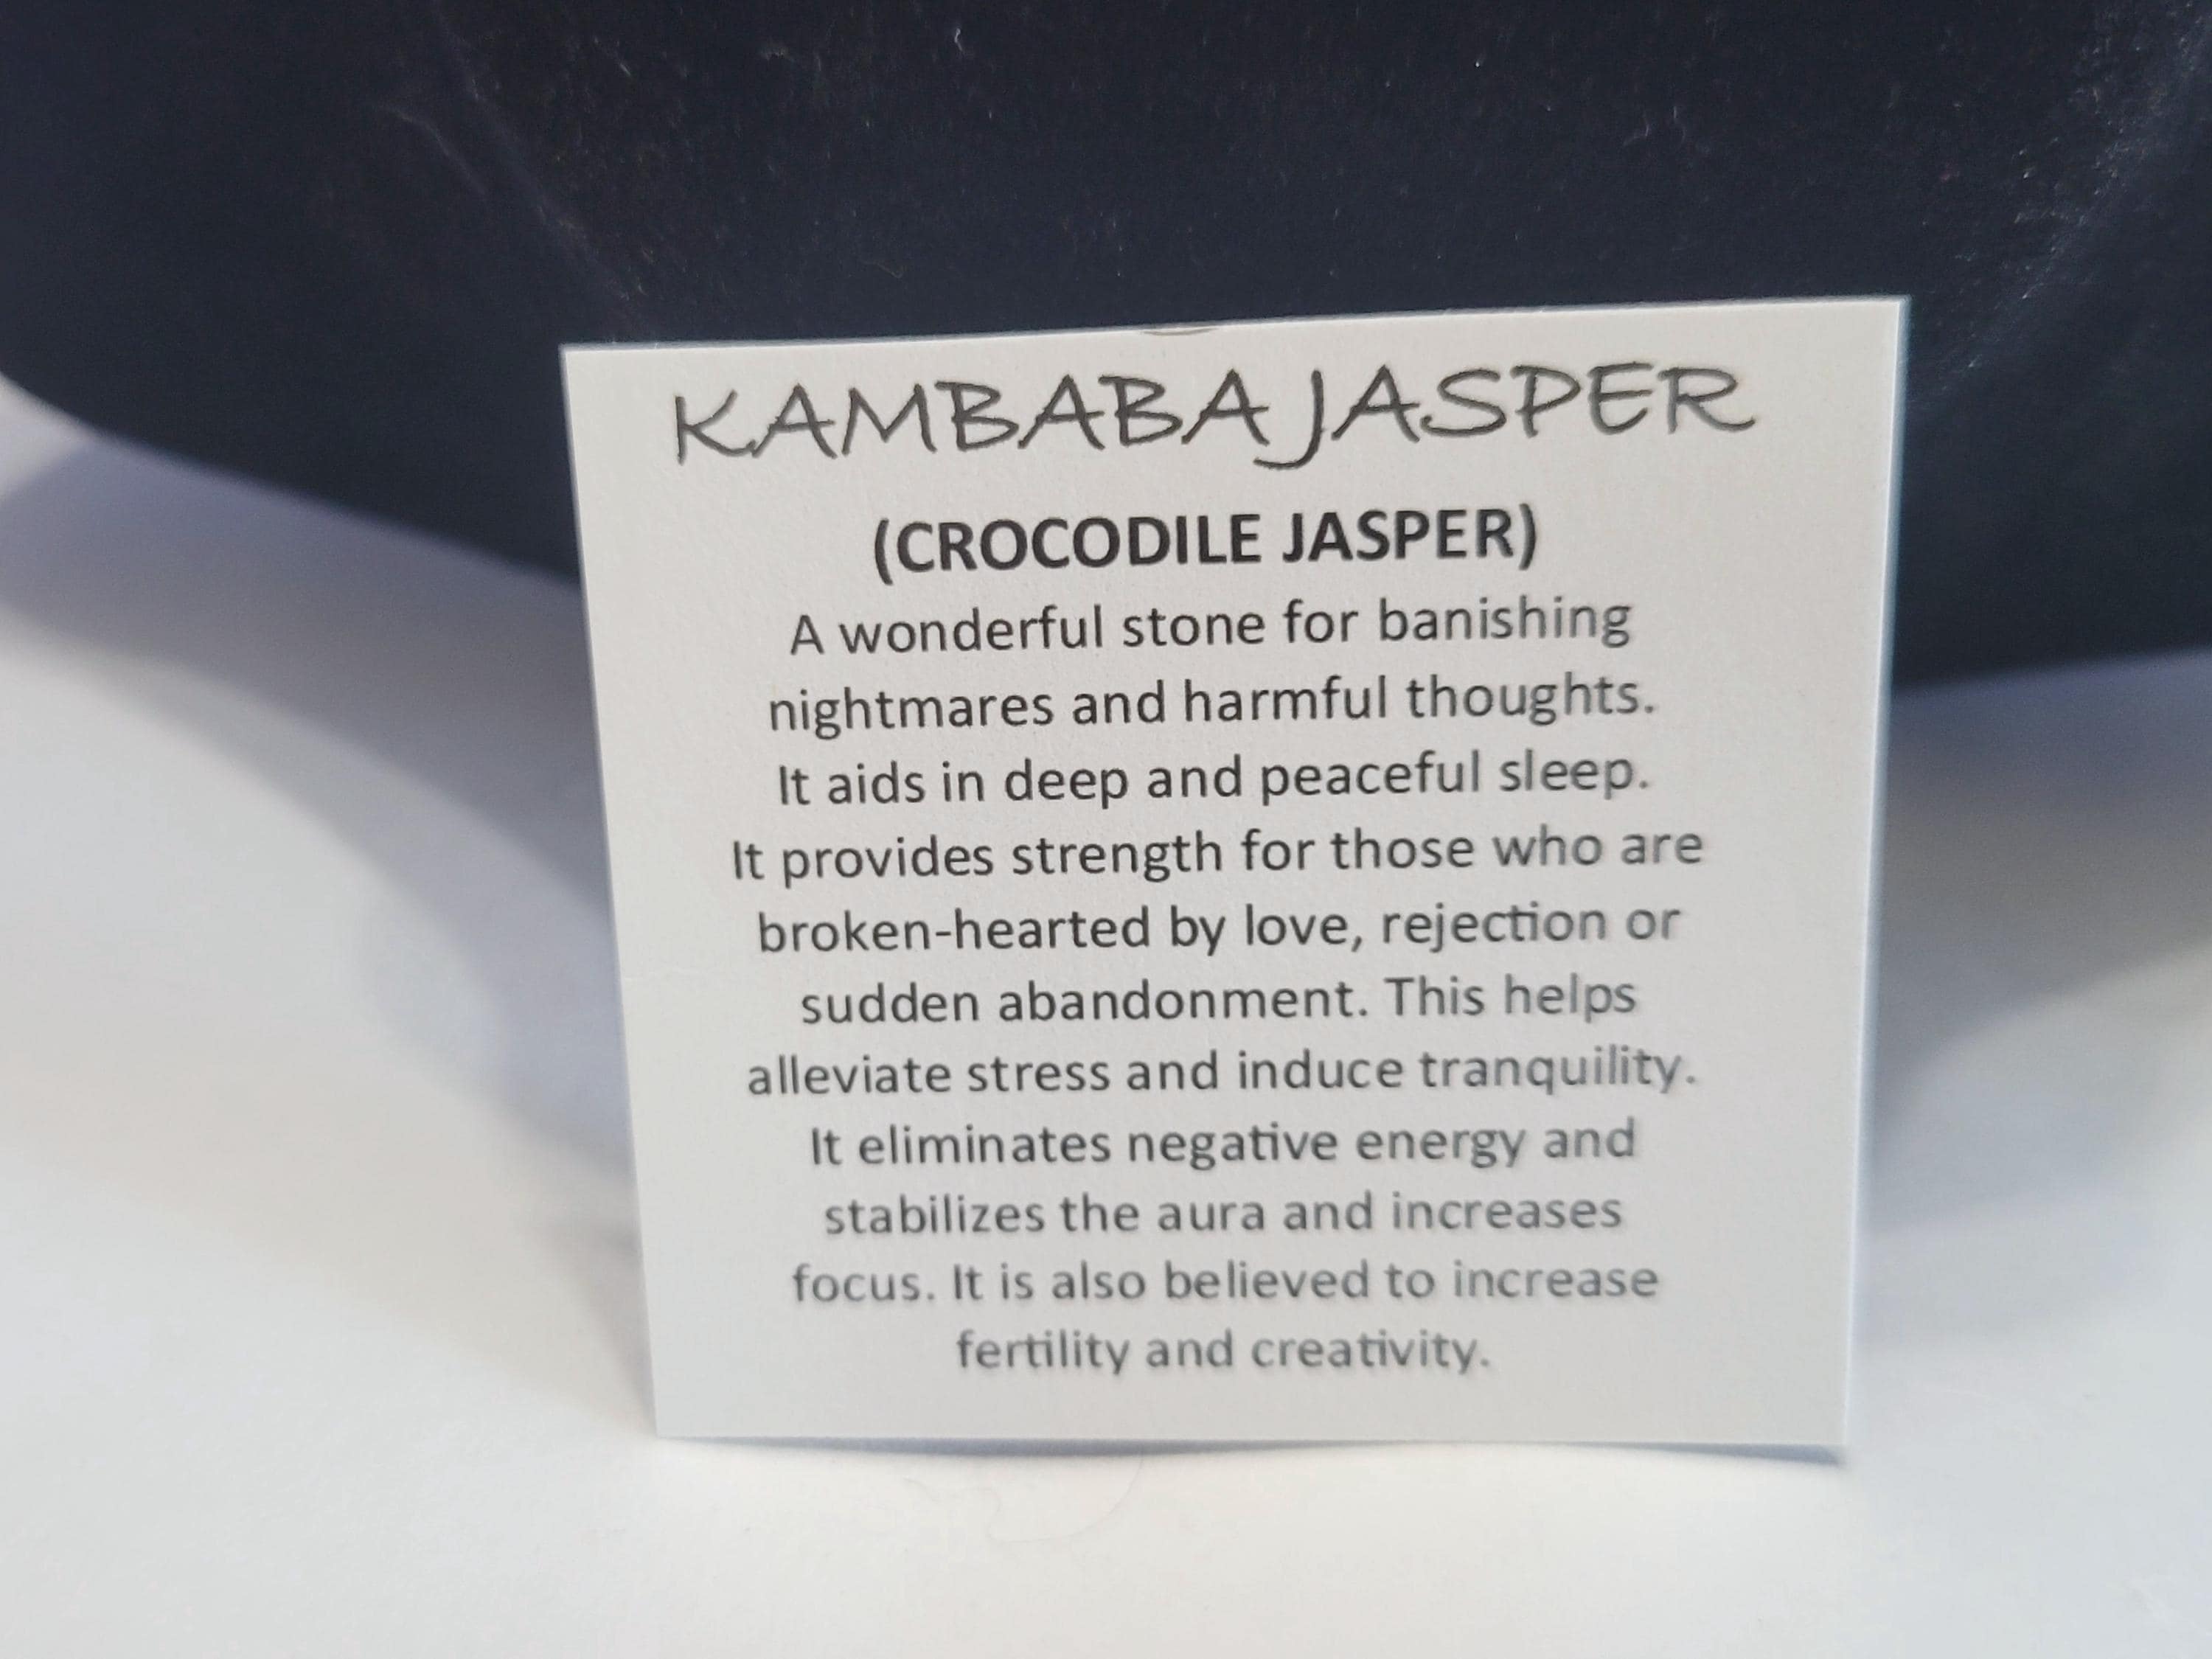 KAMBABA JASPER
(CROCODILE JASPER)
A wonderful stone for banishing
nightmares and harmful thoughts.
It aids in deep and peaceful sleep.
It provides strength for those who are
broken-hearted by love, rejection or
sudden abandonment. This helps
alleviate stress and induce tranquility.
It eliminates negative energy and
stabilizes the aura and increases
focus. It is also believed to increase
fertility and creativity.